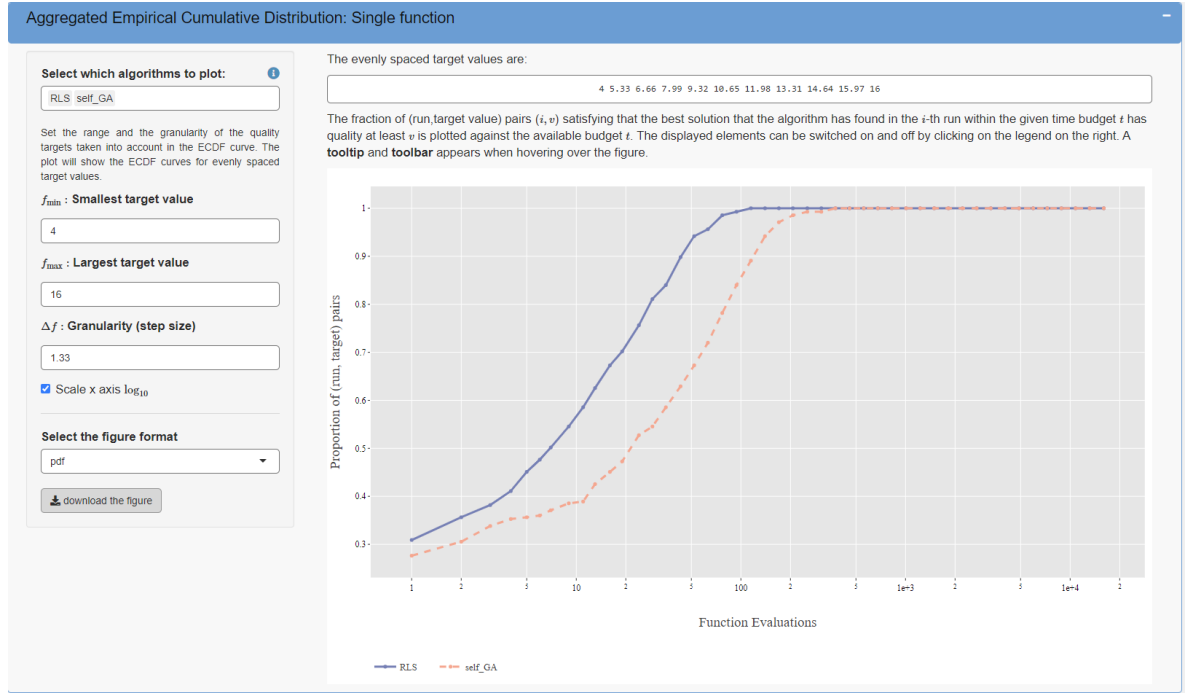 Aggregated Empirical Cumulative Distribution: Single function
Select which algorithms to plot:
RLS self_GA
Set the range and the granularity of the quality
targets taken into account in the ECDF curve. The
plot will show the ECDF curves for evenly spaced
target values.
fmin : Smallest target value
4
fmax : Largest target value
16
Δf : Granularity (step size)
1.33
Scale x axis log10
Select the figure format
pdf
download the figure
The evenly spaced target values are:
4 5.33 6.66 7.99 9.32 10.65 11.98 13.31 14.64 15.97 16
The fraction of (run,target value) pairs (i, v) satisfying that the best solution that the algorithm has found in the i-th run within the given time budget t has
quality at least v is plotted against the available budget t. The displayed elements can be switched on and off by clicking on the legend on the right. A
tooltip and toolbar appears when hovering over the figure.
Proportion of (run, target) pairs
1
0.9
0.8
0.7
0.6
0.5
0.4
0.3
1 2 5 10 2 5 100 2 5 1e+3 2 5 1e+4 2
Function Evaluations
RLS self_GA